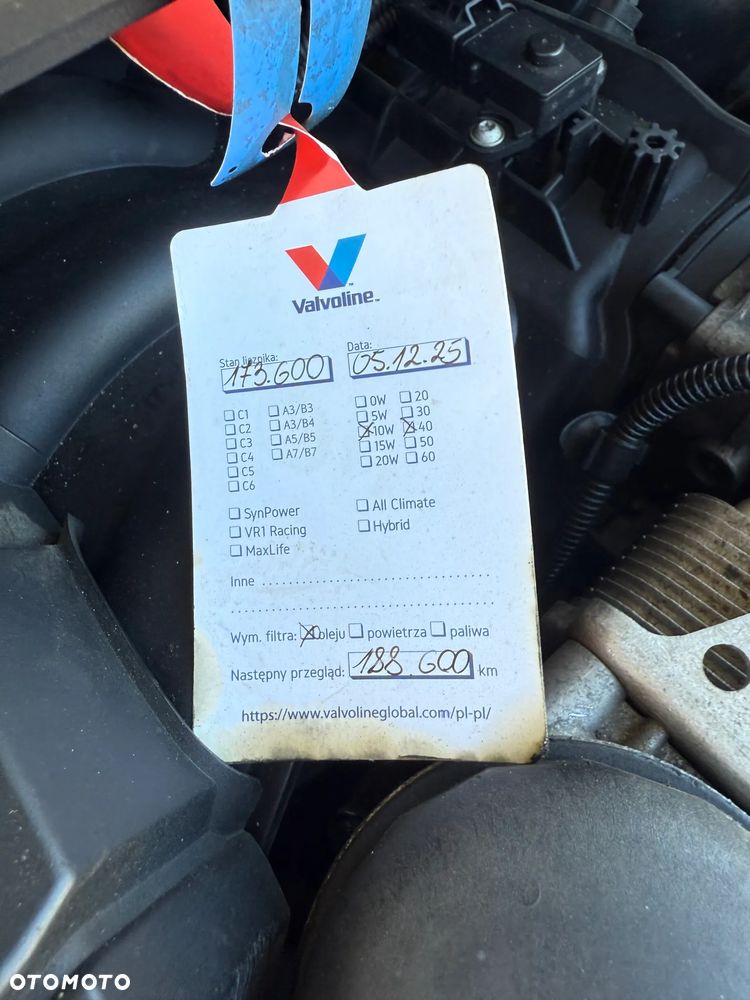 Valvoline™
Stan licznika: Data:
173.600 05.12.25
C1 A3/B3 0W 20
C2 A3/B4 5W 30
C3 A5/B5 10W 40
C4 A7/B7 15W 50
C5 20W 60
C6
SynPower All Climate
VR1 Racing Hybrid
MaxLife
Inne
Wym. filtra: oleju powietrza paliwa
Następny przegląd: 188.600 km
https://www.valvolineglobal.com/pl-pl/
OTOMOTO